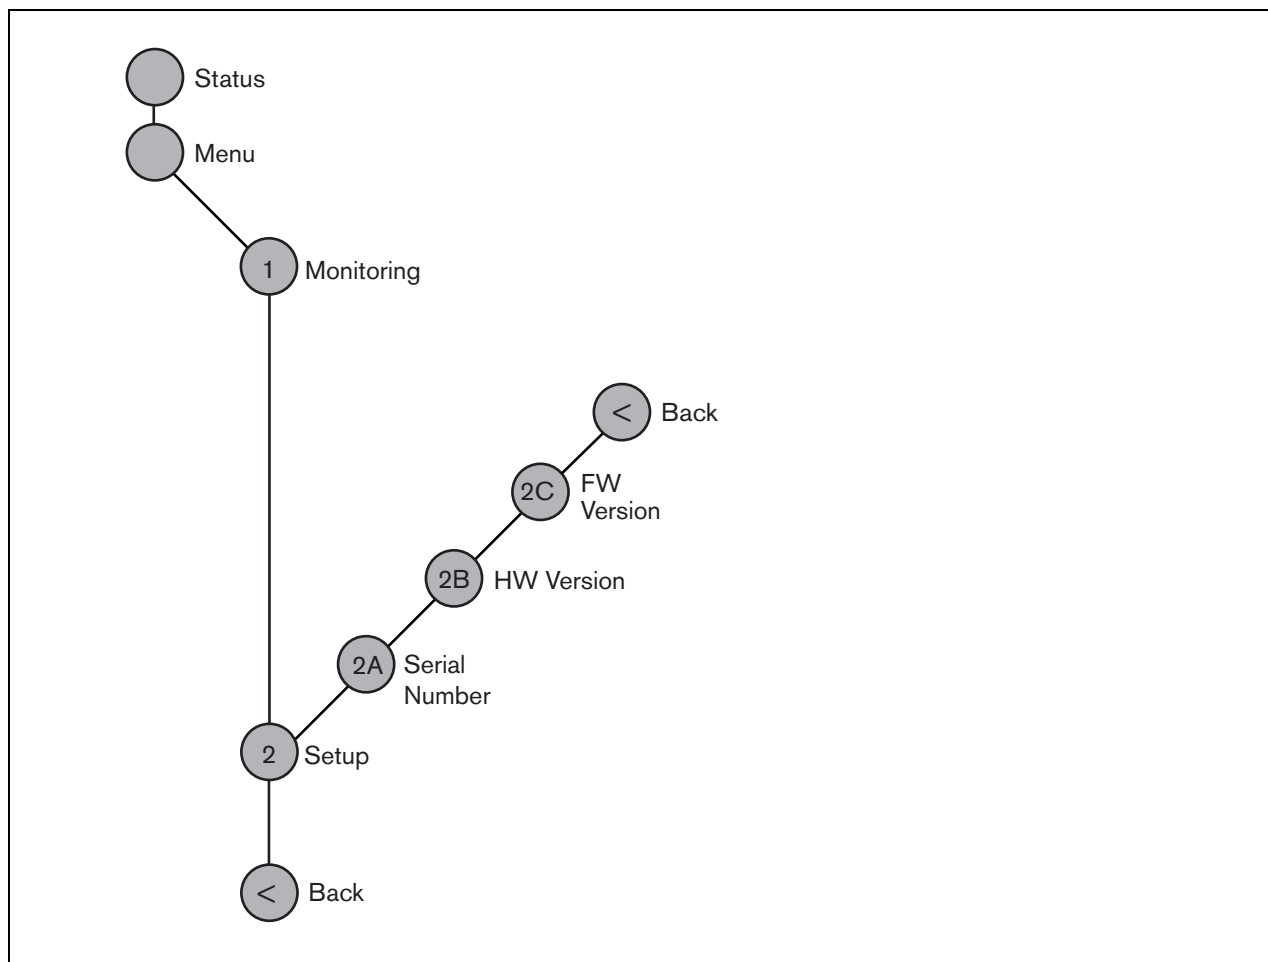 Status
Menu
1 Monitoring
< Back
2C FW
Version
2B HW Version
2A Serial
Number
2 Setup
< Back